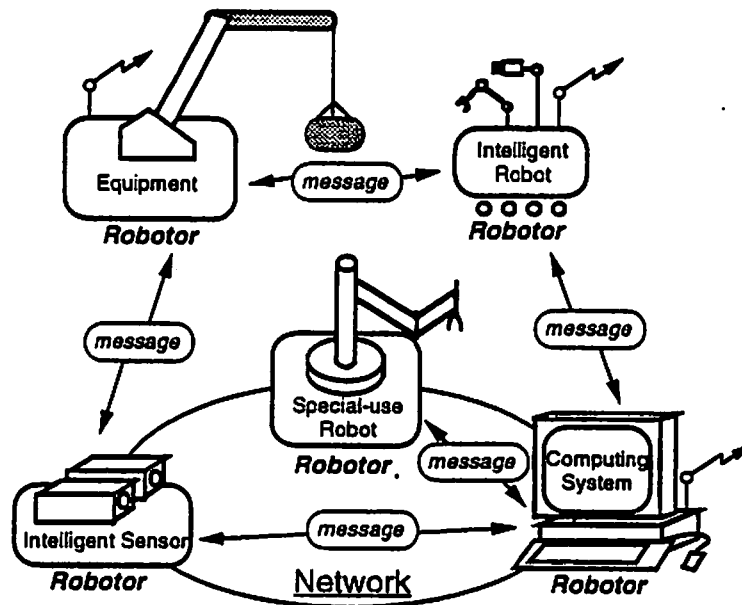 Equipment
Robotor
message
Intelligent
Robot
Robotor
message
message
Special-use
Robot
Robotor
message
Computing
System
Robotor
Intelligent Sensor
Robotor
message
Network